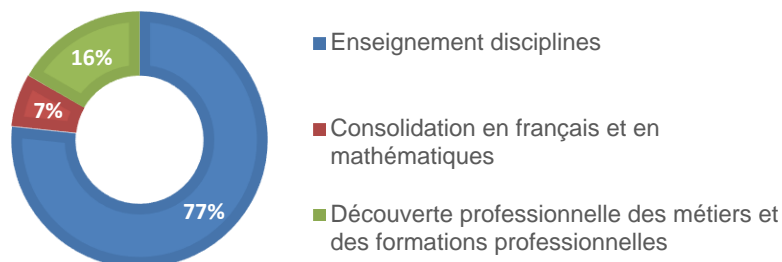 16%
7%
77%
Enseignement disciplines
Consolidation en français et en
mathématiques
Découverte professionnelle des métiers et
des formations professionnelles